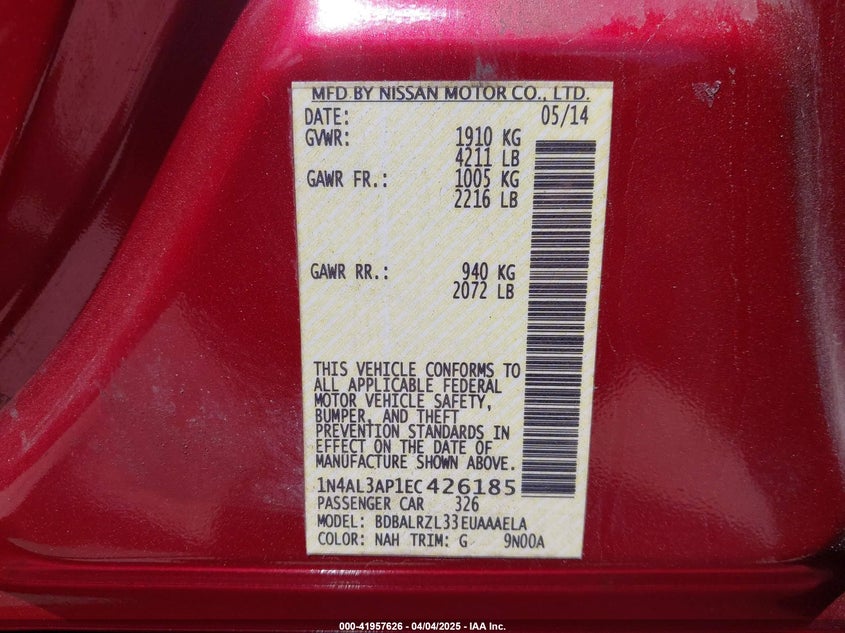 MFD BY NISSAN MOTOR CO., LTD.
DATE: 05/14
GVWR: 1910 KG
4211 LB
GAWR FR.: 1005 KG
2216 LB
GAWR RR.: 940 KG
2072 LB
THIS VEHICLE CONFORMS TO
ALL APPLICABLE FEDERAL
MOTOR VEHICLE SAFETY,
BUMPER, AND THEFT
PREVENTION STANDARDS IN
EFFECT ON THE DATE OF
MANUFACTURE SHOWN ABOVE.
1N4AL3AP1EC426185
PASSENGER CAR 326
MODEL: BDBALRZL33EUAAAELA
COLOR: NAH TRIM: G 9N00A
000-41957626 - 04/04/2025 - IAA Inc.